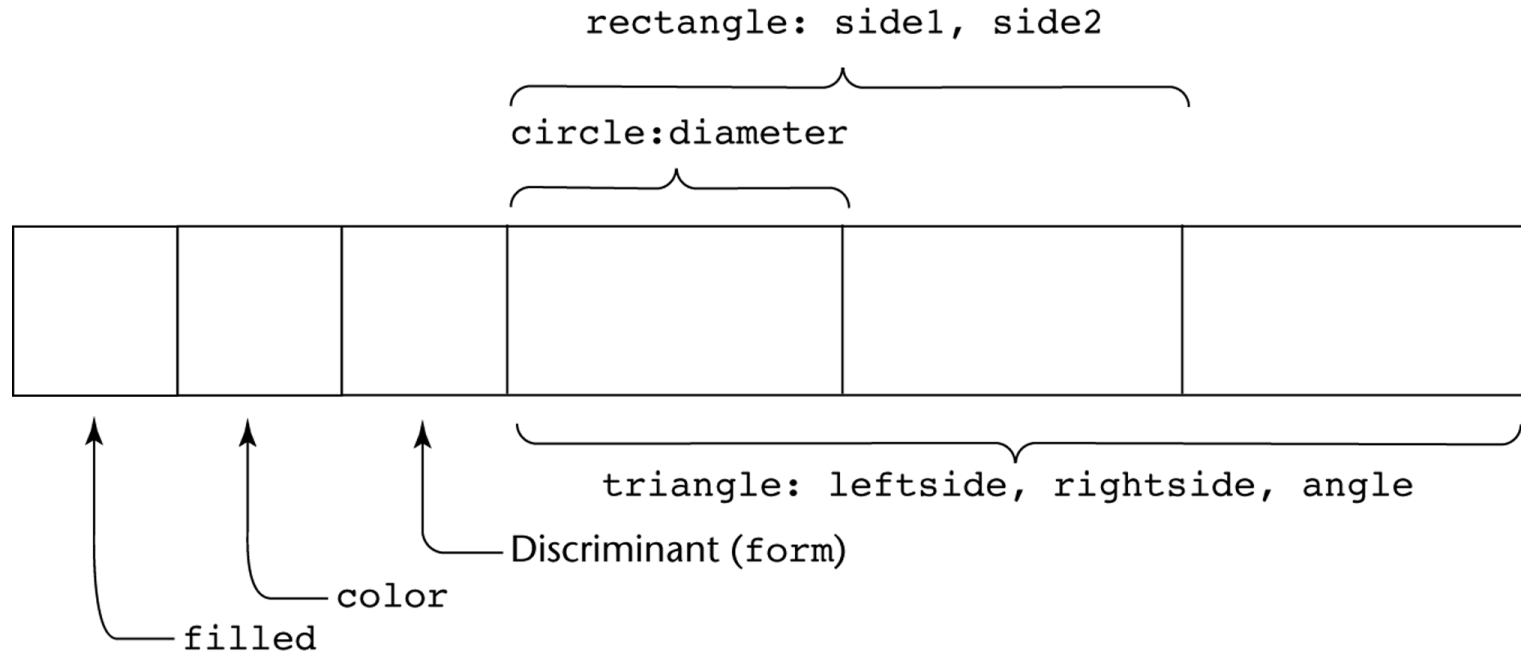 rectangle: side1, side2
circle:diameter
triangle: leftside, rightside, angle
Discriminant (form)
color
filled